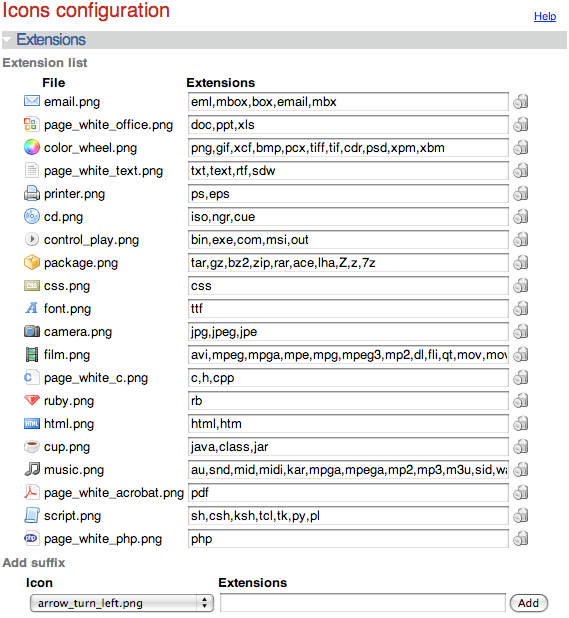 Icons configuration
Help
Extensions
Extension list
File Extensions
email.png eml,mbox,box,email,mbx
page_white_office.png doc,ppt,xls
color_wheel.png png,gif,xcf,bmp,pcx,tiff,tif,cdr,psd,xpm,xbm
page_white_text.png txt,text,rtf,sdw
printer.png ps,eps
cd.png iso,ngr,cue
control_play.png bin,exe,com,msi,out
package.png tar,gz,bz2,zip,rar,ace,lha,Z,z,7z
CSS css.png css
font.png ttf
camera.png jpg,jpeg,jpe
film.png avi,mpeg,mpga,mpe,mpg,mpeg3,mp2,dl,fli,qt,mov,mov
C page_white_c.png c,h,cpp
ruby.png rb
HTML html.png html,htm
cup.png java,class,jar
music.png au,snd,mid,midi,kar,mpga,mpega,mp2,mp3,m3u,sid,wa
page_white_acrobat.png pdf
script.png sh,csh,ksh,tcl,tk,py,pl
php page_white_php.png php
Add suffix
Icon Extensions
arrow_turn_left.png Add